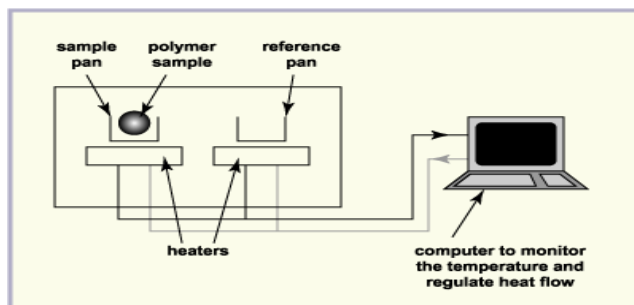 sample
pan
polymer
sample
reference
pan
heaters
computer to monitor
the temperature and
regulate heat flow